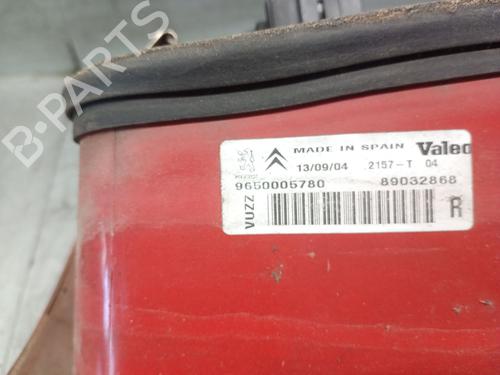 B-PARTS
MADE IN SPAIN Valeo
13/09/04 2157-T 04
9650005780 89032868
VUZZ
R